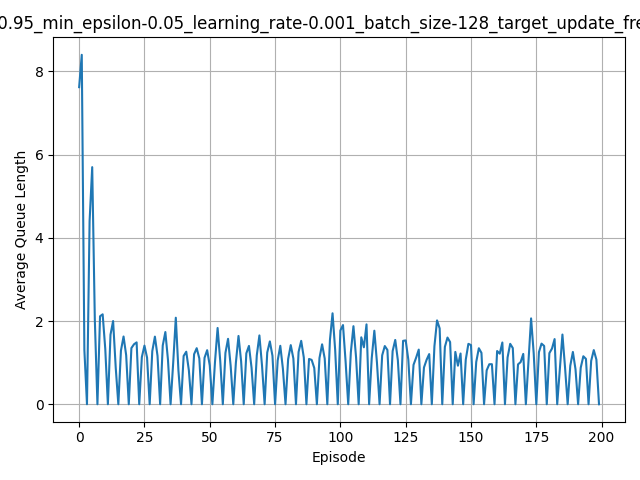 0.95_min_epsilon-0.05_learning_rate-0.001_batch_size-128_target_update_fre
8
6
4
2
0
Average Queue Length
0 25 50 75 100 125 150 175 200
Episode